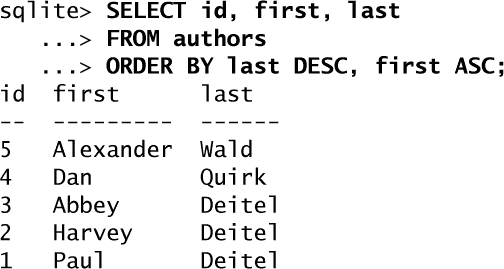 sqlite> SELECT id, first, last
   ...> FROM authors
   ...> ORDER BY last DESC, first ASC;
id  first      last
--  ---------  ------
5   Alexander  Wald
4   Dan        Quirk
3   Abbey      Deitel
2   Harvey     Deitel
1   Paul       Deitel